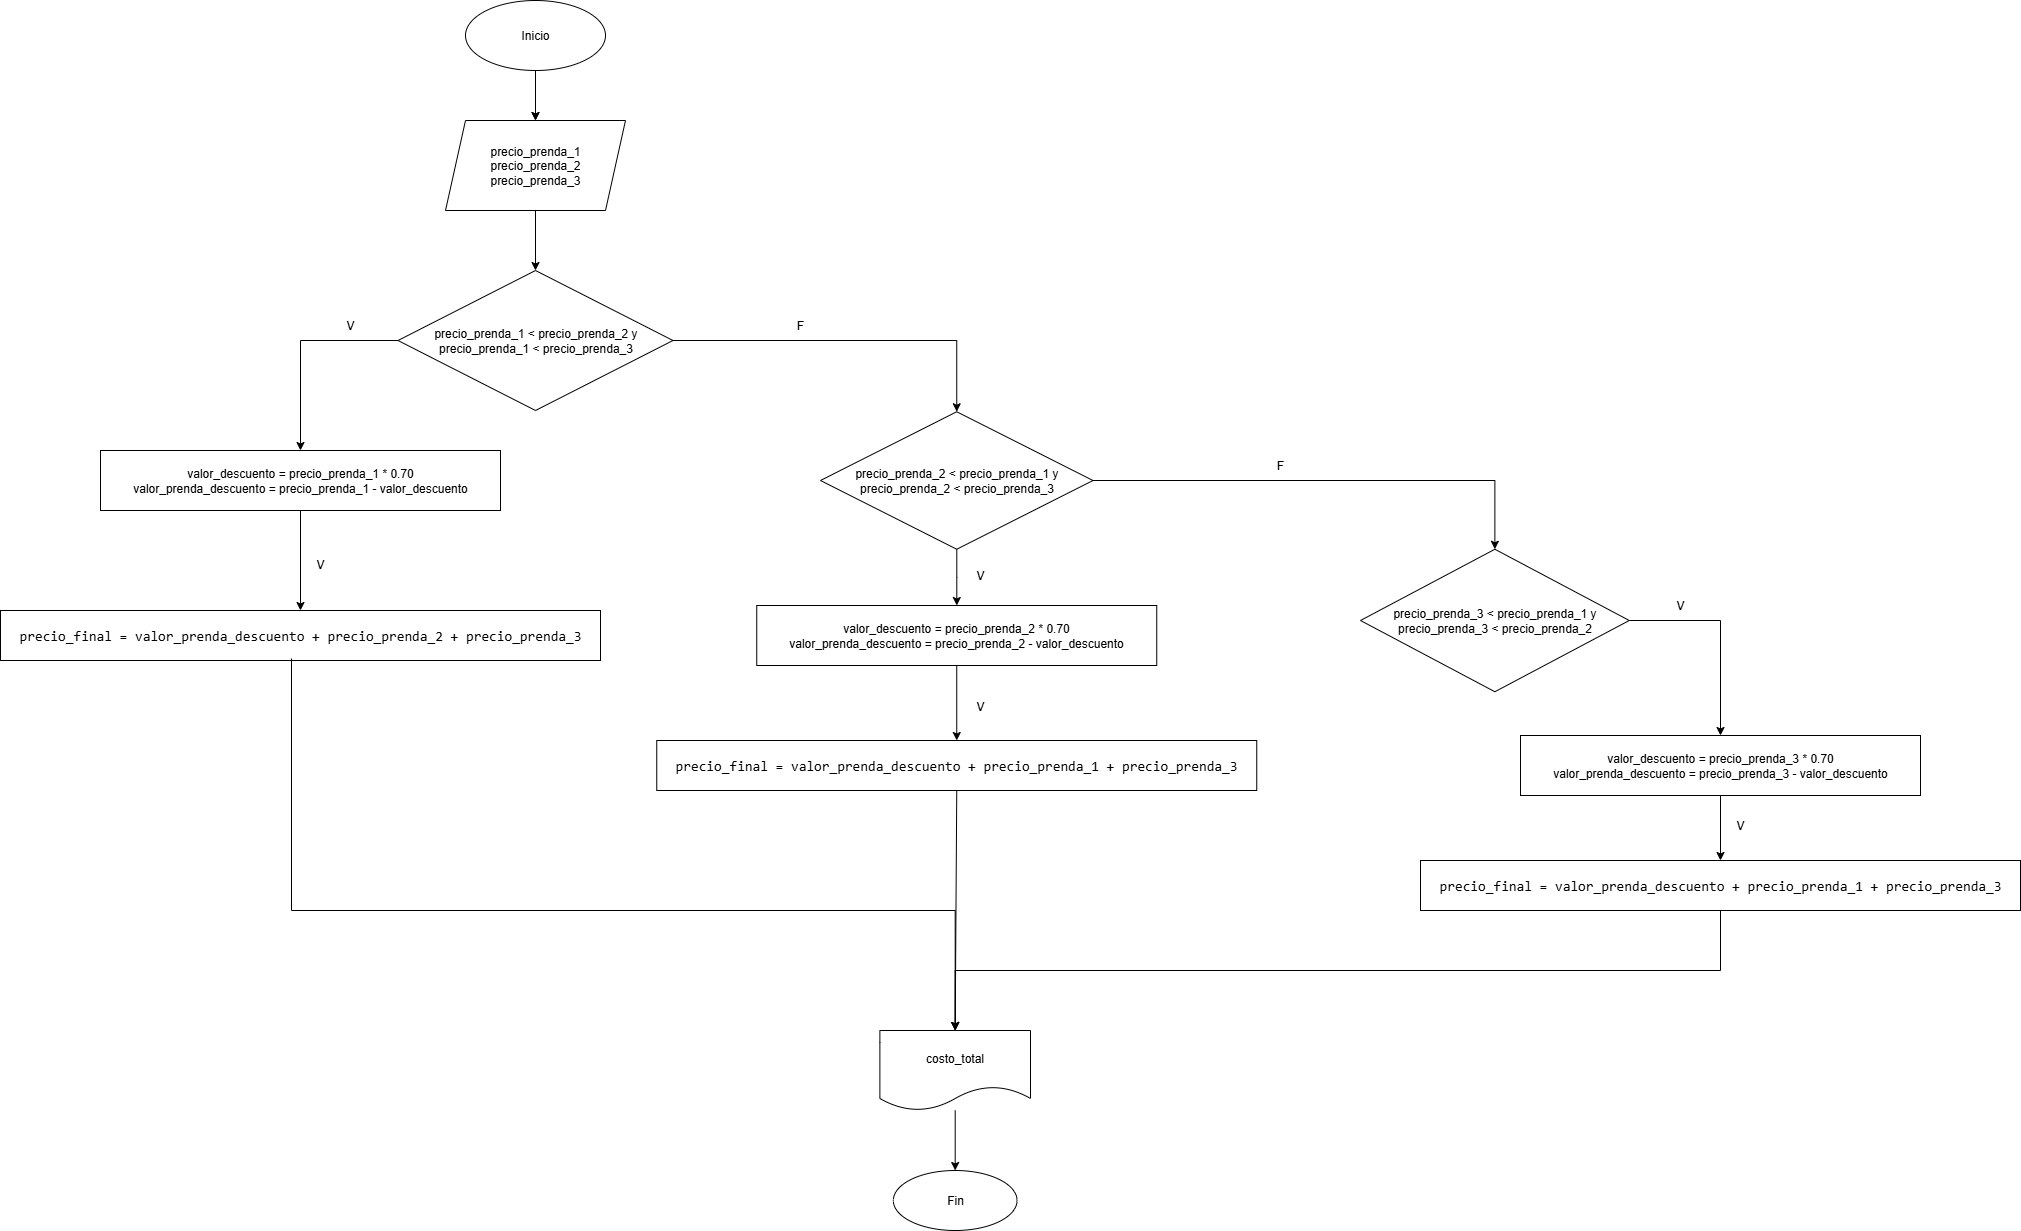 Inicio
precio_prenda_1
precio_prenda_2
precio_prenda_3
precio_prenda_1 < precio_prenda_2 y
precio_prenda_1 < precio_prenda_3
V
F
valor_descuento = precio_prenda_1 * 0.70
valor_prenda_descuento = precio_prenda_1 - valor_descuento
V
precio_final = valor_prenda_descuento + precio_prenda_2 + precio_prenda_3
precio_prenda_2 < precio_prenda_1 y
precio_prenda_2 < precio_prenda_3
F
V
valor_descuento = precio_prenda_2 * 0.70
valor_prenda_descuento = precio_prenda_2 - valor_descuento
V
precio_final = valor_prenda_descuento + precio_prenda_1 + precio_prenda_3
precio_prenda_3 < precio_prenda_1 y
precio_prenda_3 < precio_prenda_2
V
valor_descuento = precio_prenda_3 * 0.70
valor_prenda_descuento = precio_prenda_3 - valor_descuento
V
precio_final = valor_prenda_descuento + precio_prenda_1 + precio_prenda_3
costo_total
Fin